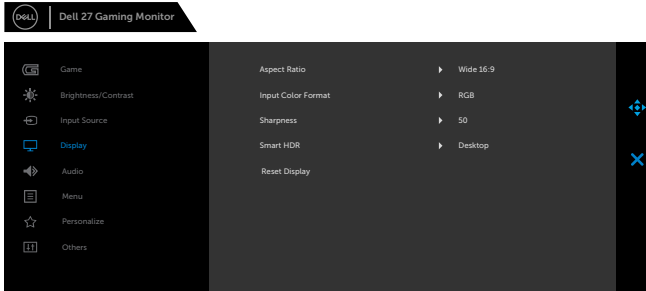 DELL
Dell 27 Gaming Monitor
Game
Aspect Ratio Wide 16:9
Brightness/Contrast Input Color Format RGB
Input Source Sharpness 50
Display Smart HDR Desktop
Audio Reset Display
Menu
Personalize
Others